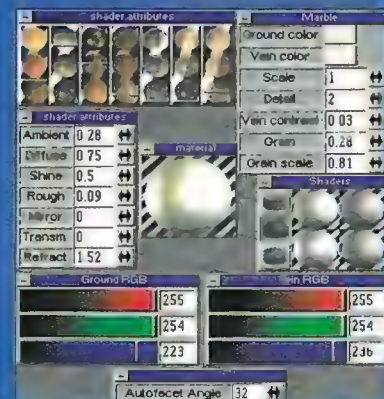 shader attributes
Marble
Ground color
Vein color
Scale 1
Detail 2
Vein contrast 0 03
Grain 0.28
Grain scale 0.81
shader attributes
Ambient 0 28
Diffuse 0 75
Shine 0.5
Rough 0.09
Mirror 0
Transm 0
Refract 1.52
material
Shaders
Ground RGB
255
254
223
ein RGB
255
254
236
Autofacet Angle 32